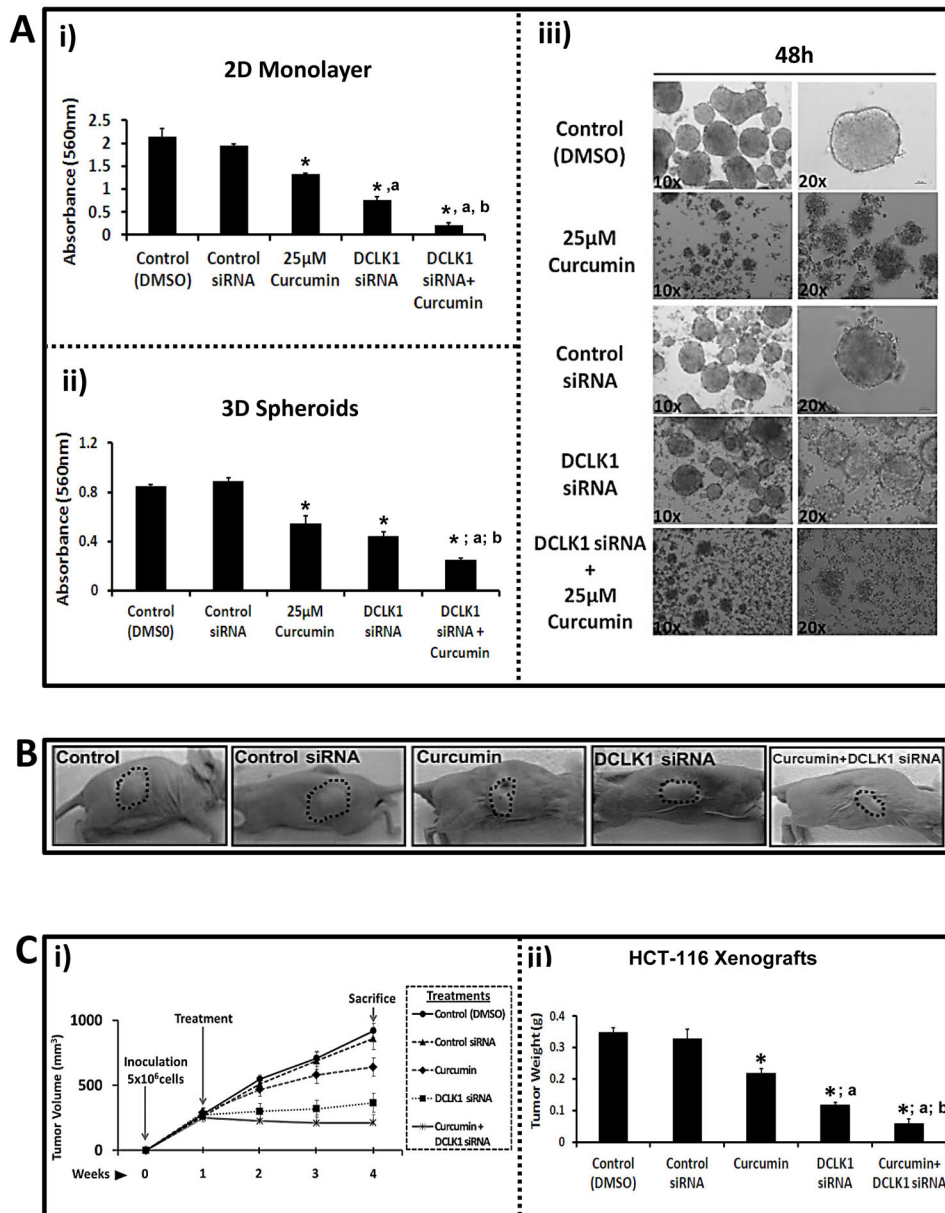 A
i)
2D Monolayer
Absorbance (560nm)
2.5
2
1.5
1
0.5
0
*
*,a
*, a, b
Control (DMSO)
Control siRNA
25µM Curcumin
DCLK1 siRNA
DCLK1 siRNA+ Curcumin
ii)
3D Spheroids
Absorbance (560nm)
1.2
0.8
0.4
0
*
*
*; a; b
Control (DMS0)
Control siRNA
25µM Curcumin
DCLK1 siRNA
DCLK1 siRNA + Curcumin
iii)
48h
Control (DMSO)
10x
20x
25µM Curcumin
10x
20x
Control siRNA
10x
20x
DCLK1 siRNA
10x
20x
DCLK1 siRNA + 25µM Curcumin
10x
20x
B
Control
Control siRNA
Curcumin
DCLK1 siRNA
Curcumin+DCLK1 siRNA
C
i)
Tumor Volume (mm³)
1000
500
0
Inoculation
5x10⁶cells
Treatment
Sacrifice
Weeks ► 0 1 2 3 4
Treatments
Control (DMSO)
Control siRNA
Curcumin
DCLK1 siRNA
Curcumin + DCLK1 siRNA
ii)
HCT-116 Xenografts
Tumor Weight (g)
0.4
0.3
0.2
0.1
0
*
*; a
*; a; b
Control (DMSO)
Control siRNA
Curcumin
DCLK1 siRNA
Curcumin+ DCLK1 siRNA